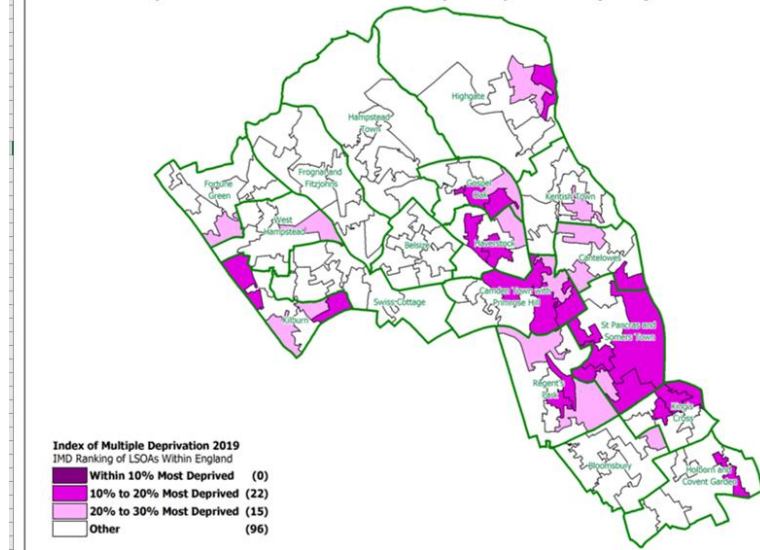 Highgate
Hampstead
Town
Frognal and
Fitzjohns
Gospel
Oak
Fortune
Green
Kentish Town
West
Hampstead
Belsize
Haverstock
Cantelowes
Swiss Cottage
Camden Town with
Primrose Hill
Kilburn
St Pancras and
Somers Town
Regent's
Park
King's
Cross
Bloomsbury
Holborn and
Covent Garden
Index of Multiple Deprivation 2019
IMD Ranking of LSOAs Within England
Within 10% Most Deprived (0)
10% to 20% Most Deprived (22)
20% to 30% Most Deprived (15)
Other (96)